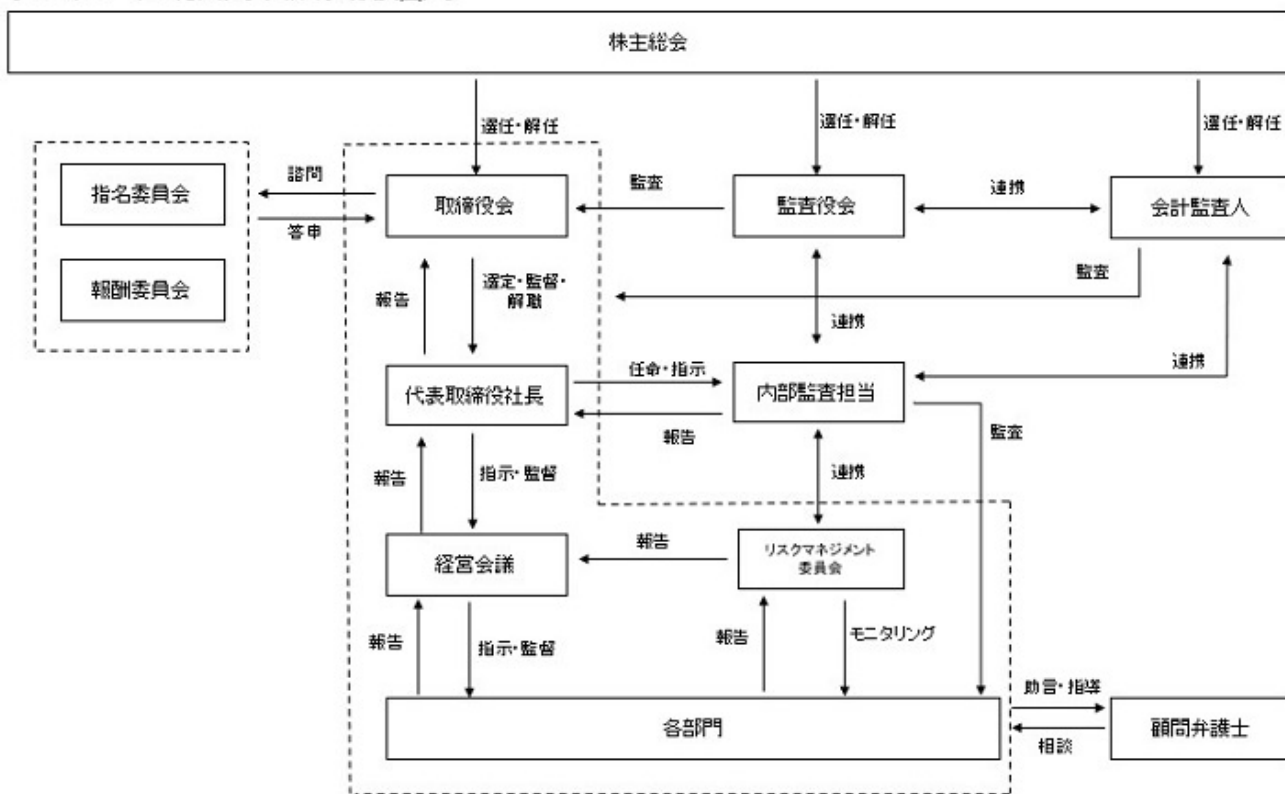 株主総会
選任・解任
選任・解任
選任・解任
指名委員会
報酬委員会
諮問
答申
取締役会
監査
監査役会
連携
会計監査人
報告
選定・監督・
解職
連携
監査
連携
代表取締役社長
任命・指示
報告
内部監査担当
監査
報告
指示・監督
連携
経営会議
報告
リスクマネジメント
委員会
報告
指示・監督
報告
モニタリング
各部門
助言・指導
相談
顧問弁護士